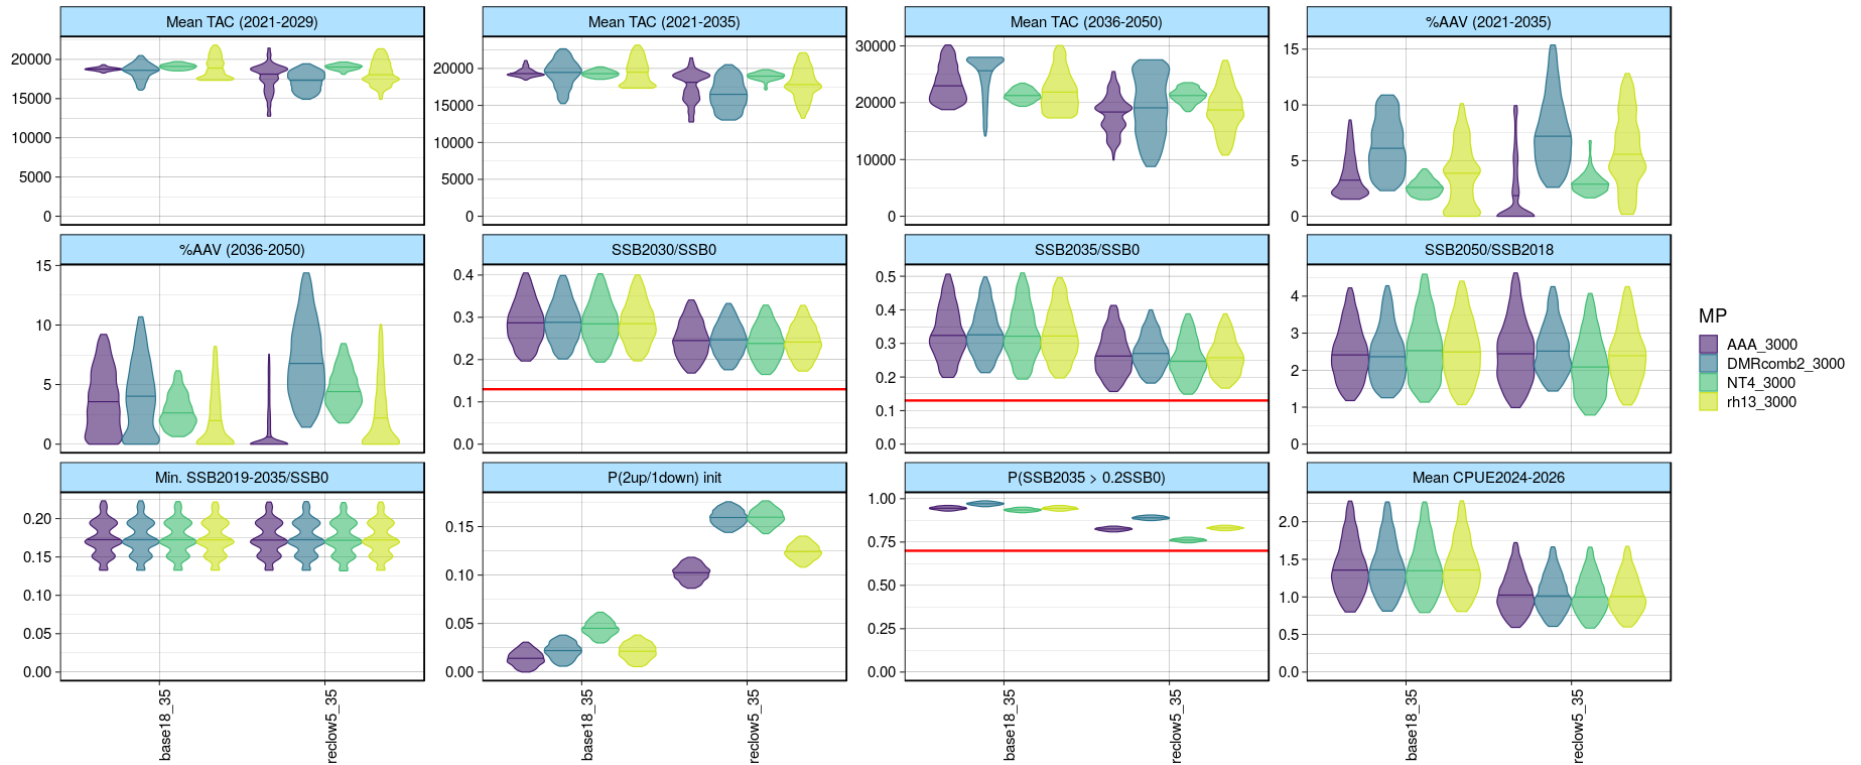 Mean TAC (2021-2029)
Mean TAC (2021-2035)
Mean TAC (2036-2050)
%AAV (2021-2035)
20000
15000
10000
5000
0
20000
15000
10000
5000
0
30000
20000
10000
0
15
10
5
0
%AAV (2036-2050)
SSB2030/SSB0
SSB2035/SSB0
SSB2050/SSB2018
15
10
5
0
0.4
0.3
0.2
0.1
0.0
0.5
0.4
0.3
0.2
0.1
0.0
4
3
2
1
0
MP
AAA_3000
DMRcomb2_3000
NT4_3000
rh13_3000
Min. SSB2019-2035/SSB0
P(2up/1down) init
P(SSB2035 > 0.2SSB0)
Mean CPUE2024-2026
0.20
0.15
0.10
0.05
0.00
0.15
0.10
0.05
0.00
1.00
0.75
0.50
0.25
0.00
2.0
1.5
1.0
0.5
0.0
base18_35
reclow5_35
base18_35
reclow5_35
base18_35
reclow5_35
base18_35
reclow5_35